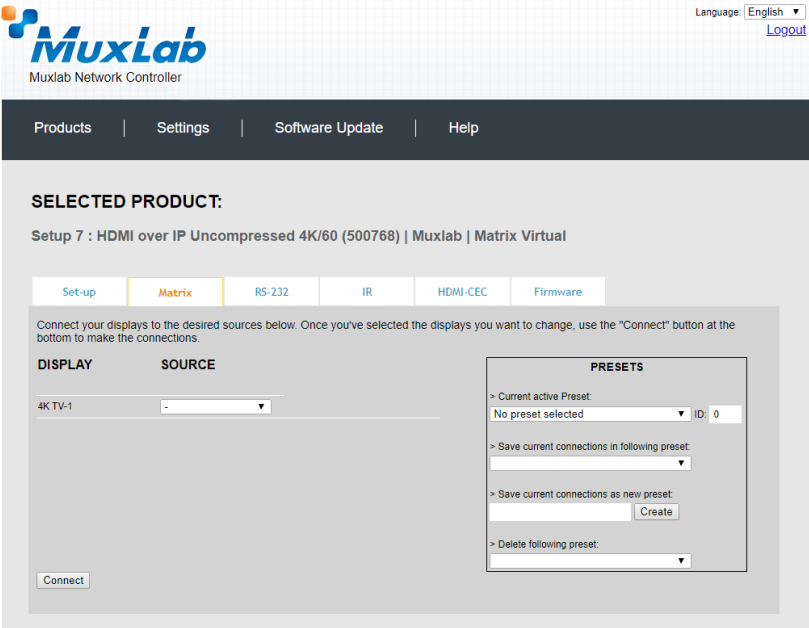 Language: English ▼
Logout
MuxLab
Muxlab Network Controller
Products | Settings | Software Update | Help
SELECTED PRODUCT:
Setup 7 : HDMI over IP Uncompressed 4K/60 (500768) | Muxlab | Matrix Virtual
Set-up Matrix RS-232 IR HDMI-CEC Firmware
Connect your displays to the desired sources below. Once you've selected the displays you want to change, use the "Connect" button at the
bottom to make the connections.
DISPLAY SOURCE
4K TV-1 - ▼
PRESETS
> Current active Preset:
No preset selected ▼ ID: 0
> Save current connections in following preset:
> Save current connections as new preset:
Create
> Delete following preset:
Connect